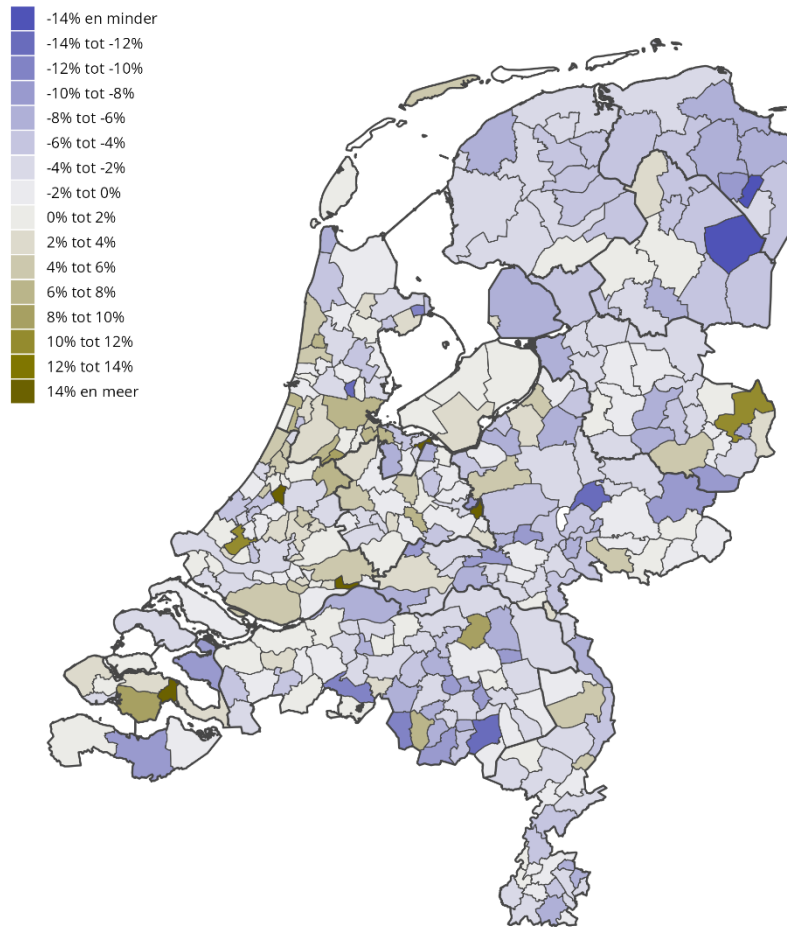 -14% en minder
-14% tot -12%
-12% tot -10%
-10% tot -8%
-8% tot -6%
-6% tot -4%
-4% tot -2%
-2% tot 0%
0% tot 2%
2% tot 4%
4% tot 6%
6% tot 8%
8% tot 10%
10% tot 12%
12% tot 14%
14% en meer